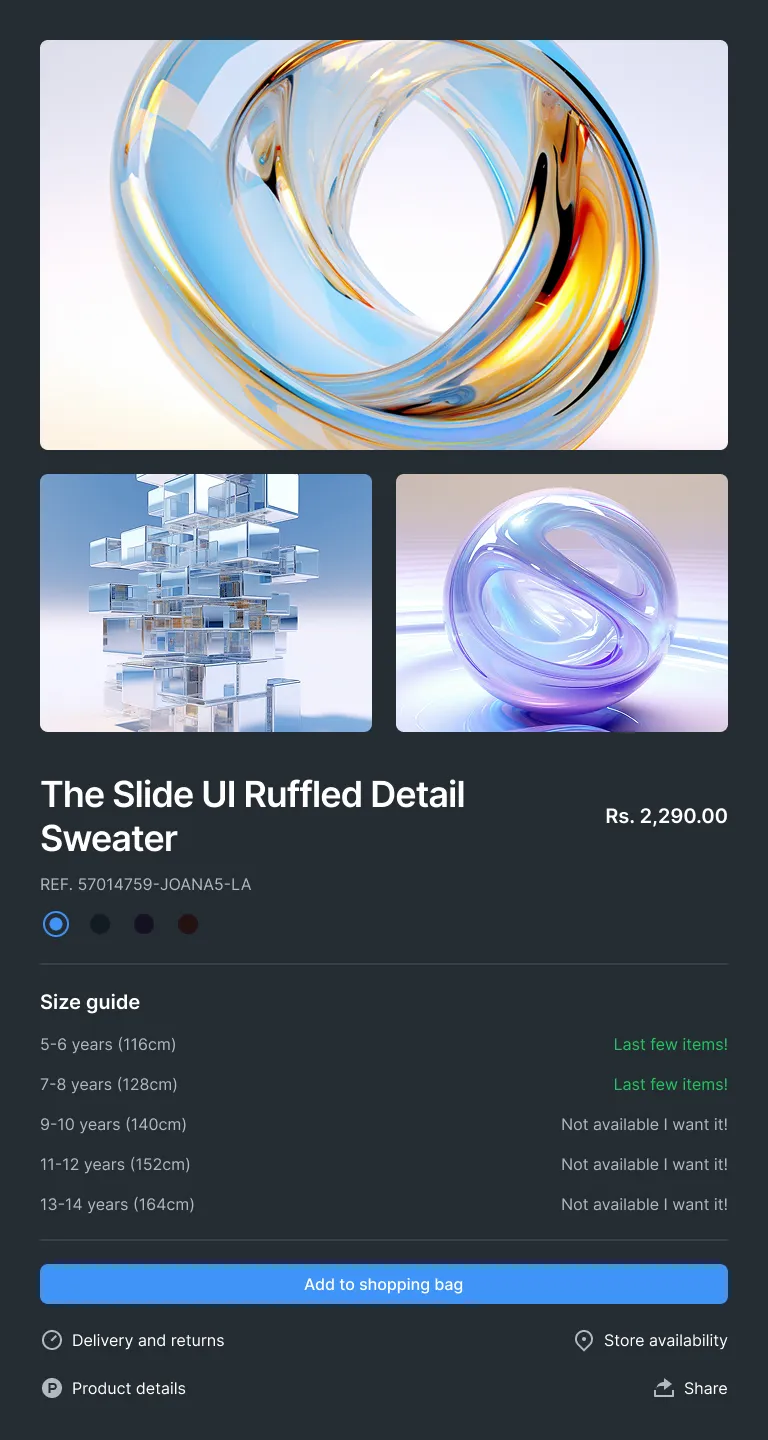 The Slide UI Ruffled Detail
Sweater
Rs. 2,290.00
REF. 57014759-JOANA5-LA
Size guide
5-6 years (116cm) Last few items!
7-8 years (128cm) Last few items!
9-10 years (140cm) Not available I want it!
11-12 years (152cm) Not available I want it!
13-14 years (164cm) Not available I want it!
Add to shopping bag
Delivery and returns Store availability
P Product details Share